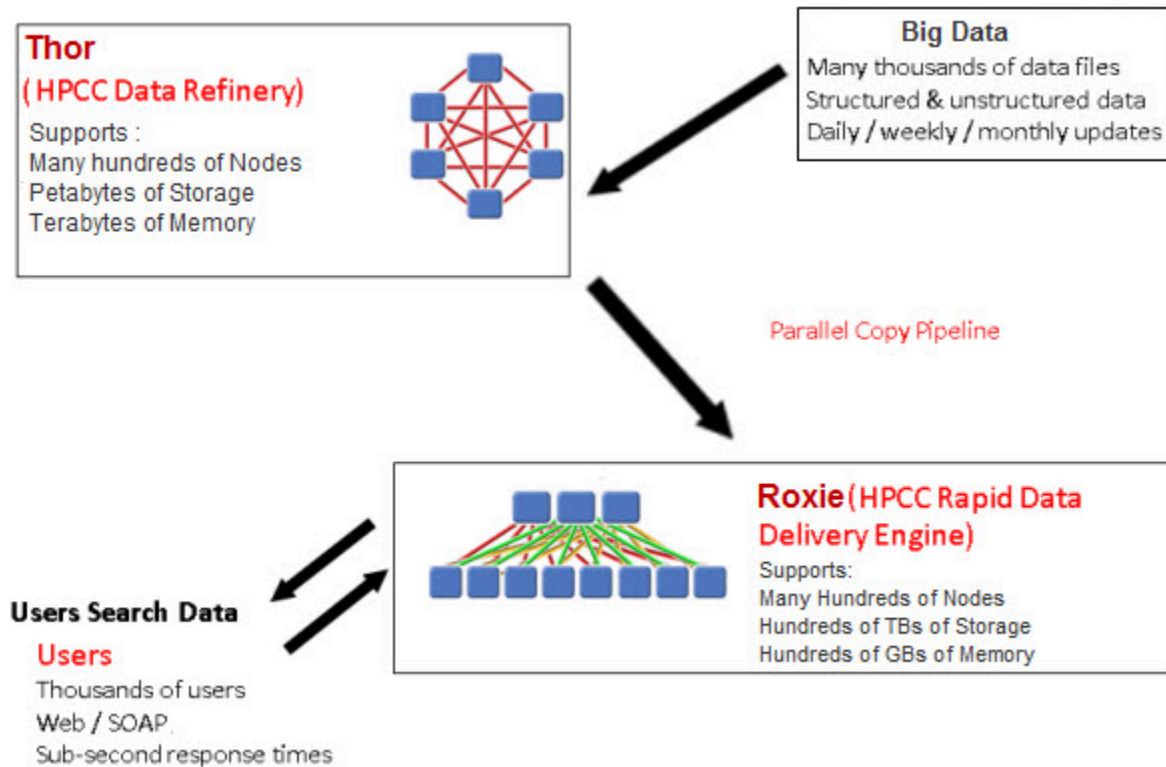 Thor
( HPCC Data Refinery)
Supports :
Many hundreds of Nodes
Petabytes of Storage
Terabytes of Memory
Big Data
Many thousands of data files
Structured & unstructured data
Daily / weekly / monthly updates
Parallel Copy Pipeline
Roxie (HPCC Rapid Data
Delivery Engine)
Supports:
Many Hundreds of Nodes
Hundreds of TBs of Storage
Hundreds of GBs of Memory
Users Search Data
Users
Thousands of users
Web / SOAP
Sub-second response times